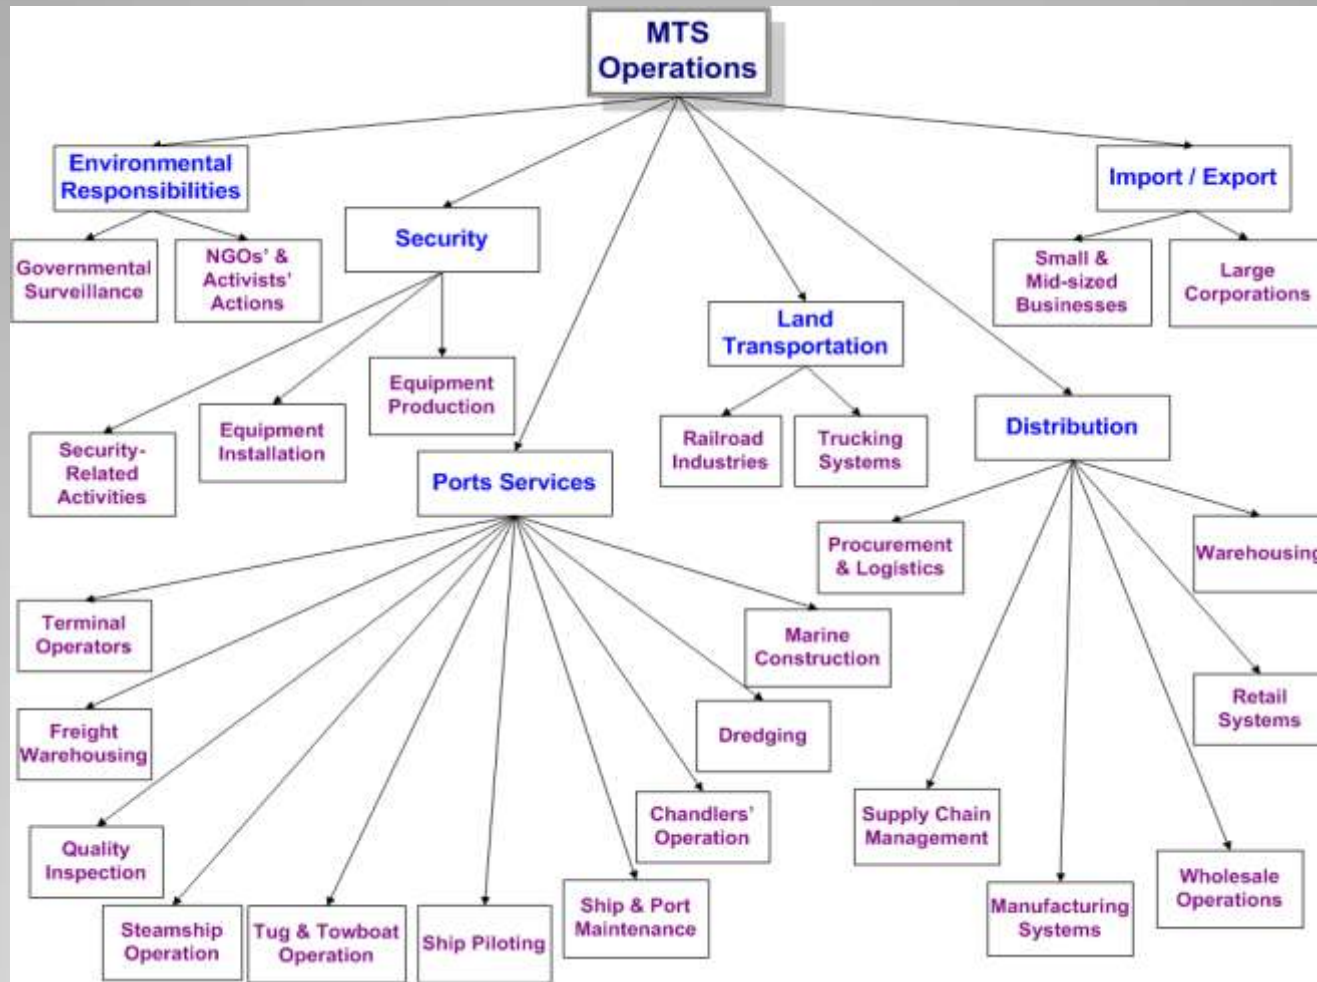 MTS
Operations
Environmental
Responsibilities
Import / Export
Security
Governmental
Surveillance
NGOs’ &
Activists’
Actions
Small &
Mid-sized
Businesses
Large
Corporations
Land
Transportation
Equipment
Production
Equipment
Installation
Security-
Related
Activities
Railroad
Industries
Trucking
Systems
Distribution
Ports Services
Procurement
& Logistics
Warehousing
Terminal
Operators
Marine
Construction
Freight
Warehousing
Dredging
Retail
Systems
Quality
Inspection
Chandlers’
Operation
Supply Chain
Management
Steamship
Operation
Tug & Towboat
Operation
Ship Piloting
Ship & Port
Maintenance
Manufacturing
Systems
Wholesale
Operations